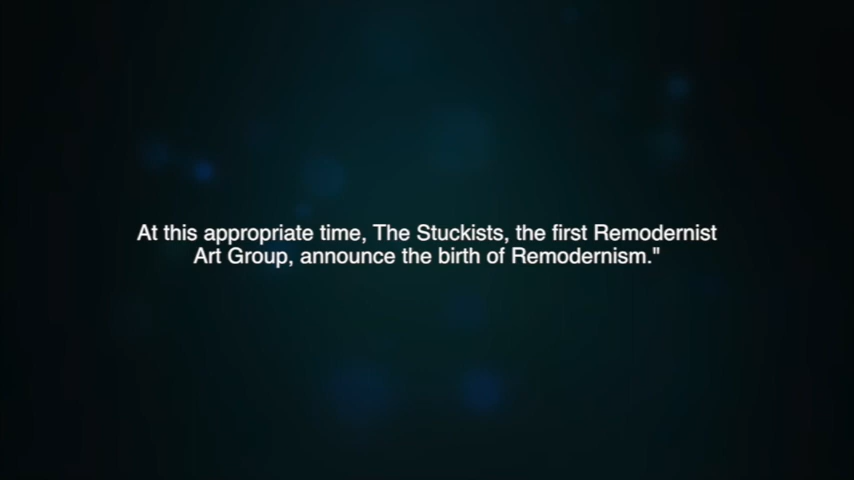 At this appropriate time, The Stuckists, the first Remodernist
Art Group, announce the birth of Remodernism."